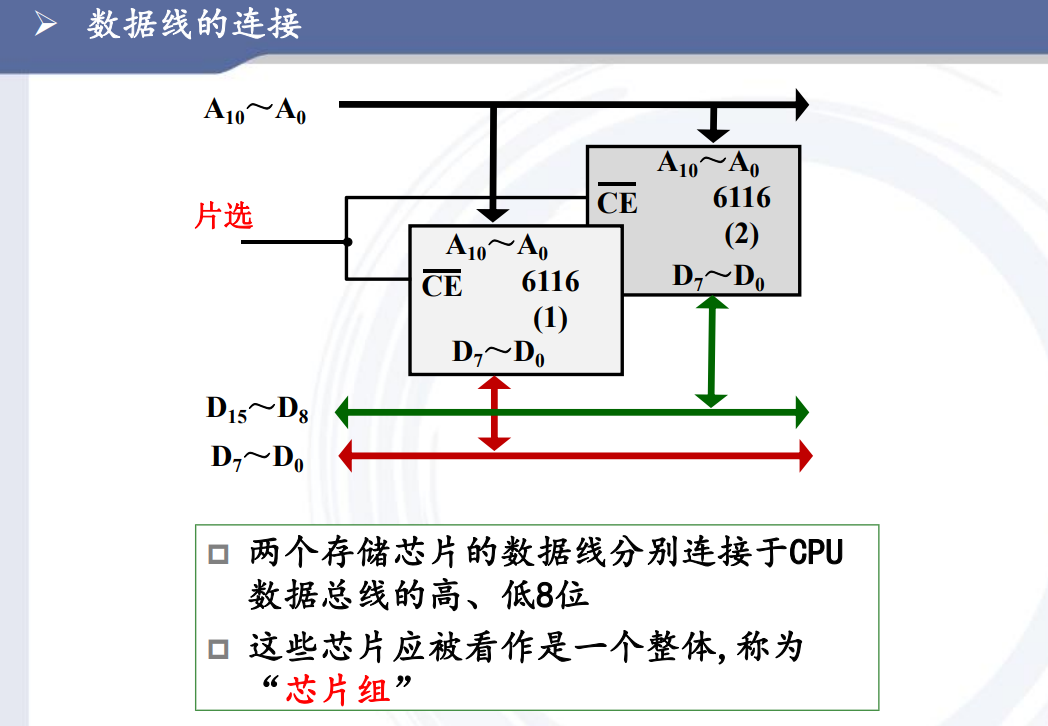 ➢ 数据线的连接
A₁₀～A₀
A₁₀～A₀
片选
C̅E̅
6116
(2)
D₇～D₀
A₁₀～A₀
C̅E̅
6116
(1)
D₇～D₀
D₁₅～D₈
D₇～D₀
两个存储芯片的数据线分别连接于CPU
数据总线的高、低8位
这些芯片应被看作是一个整体,称为
“芯片组”